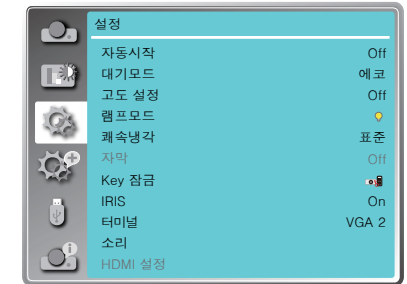 설정
자동시작 Off
대기모드 에코
고도 설정 Off
램프모드
쾌속냉각 표준
자막 Off
Key 잠금
IRIS On
터미널 VGA 2
소리
HDMI 설정